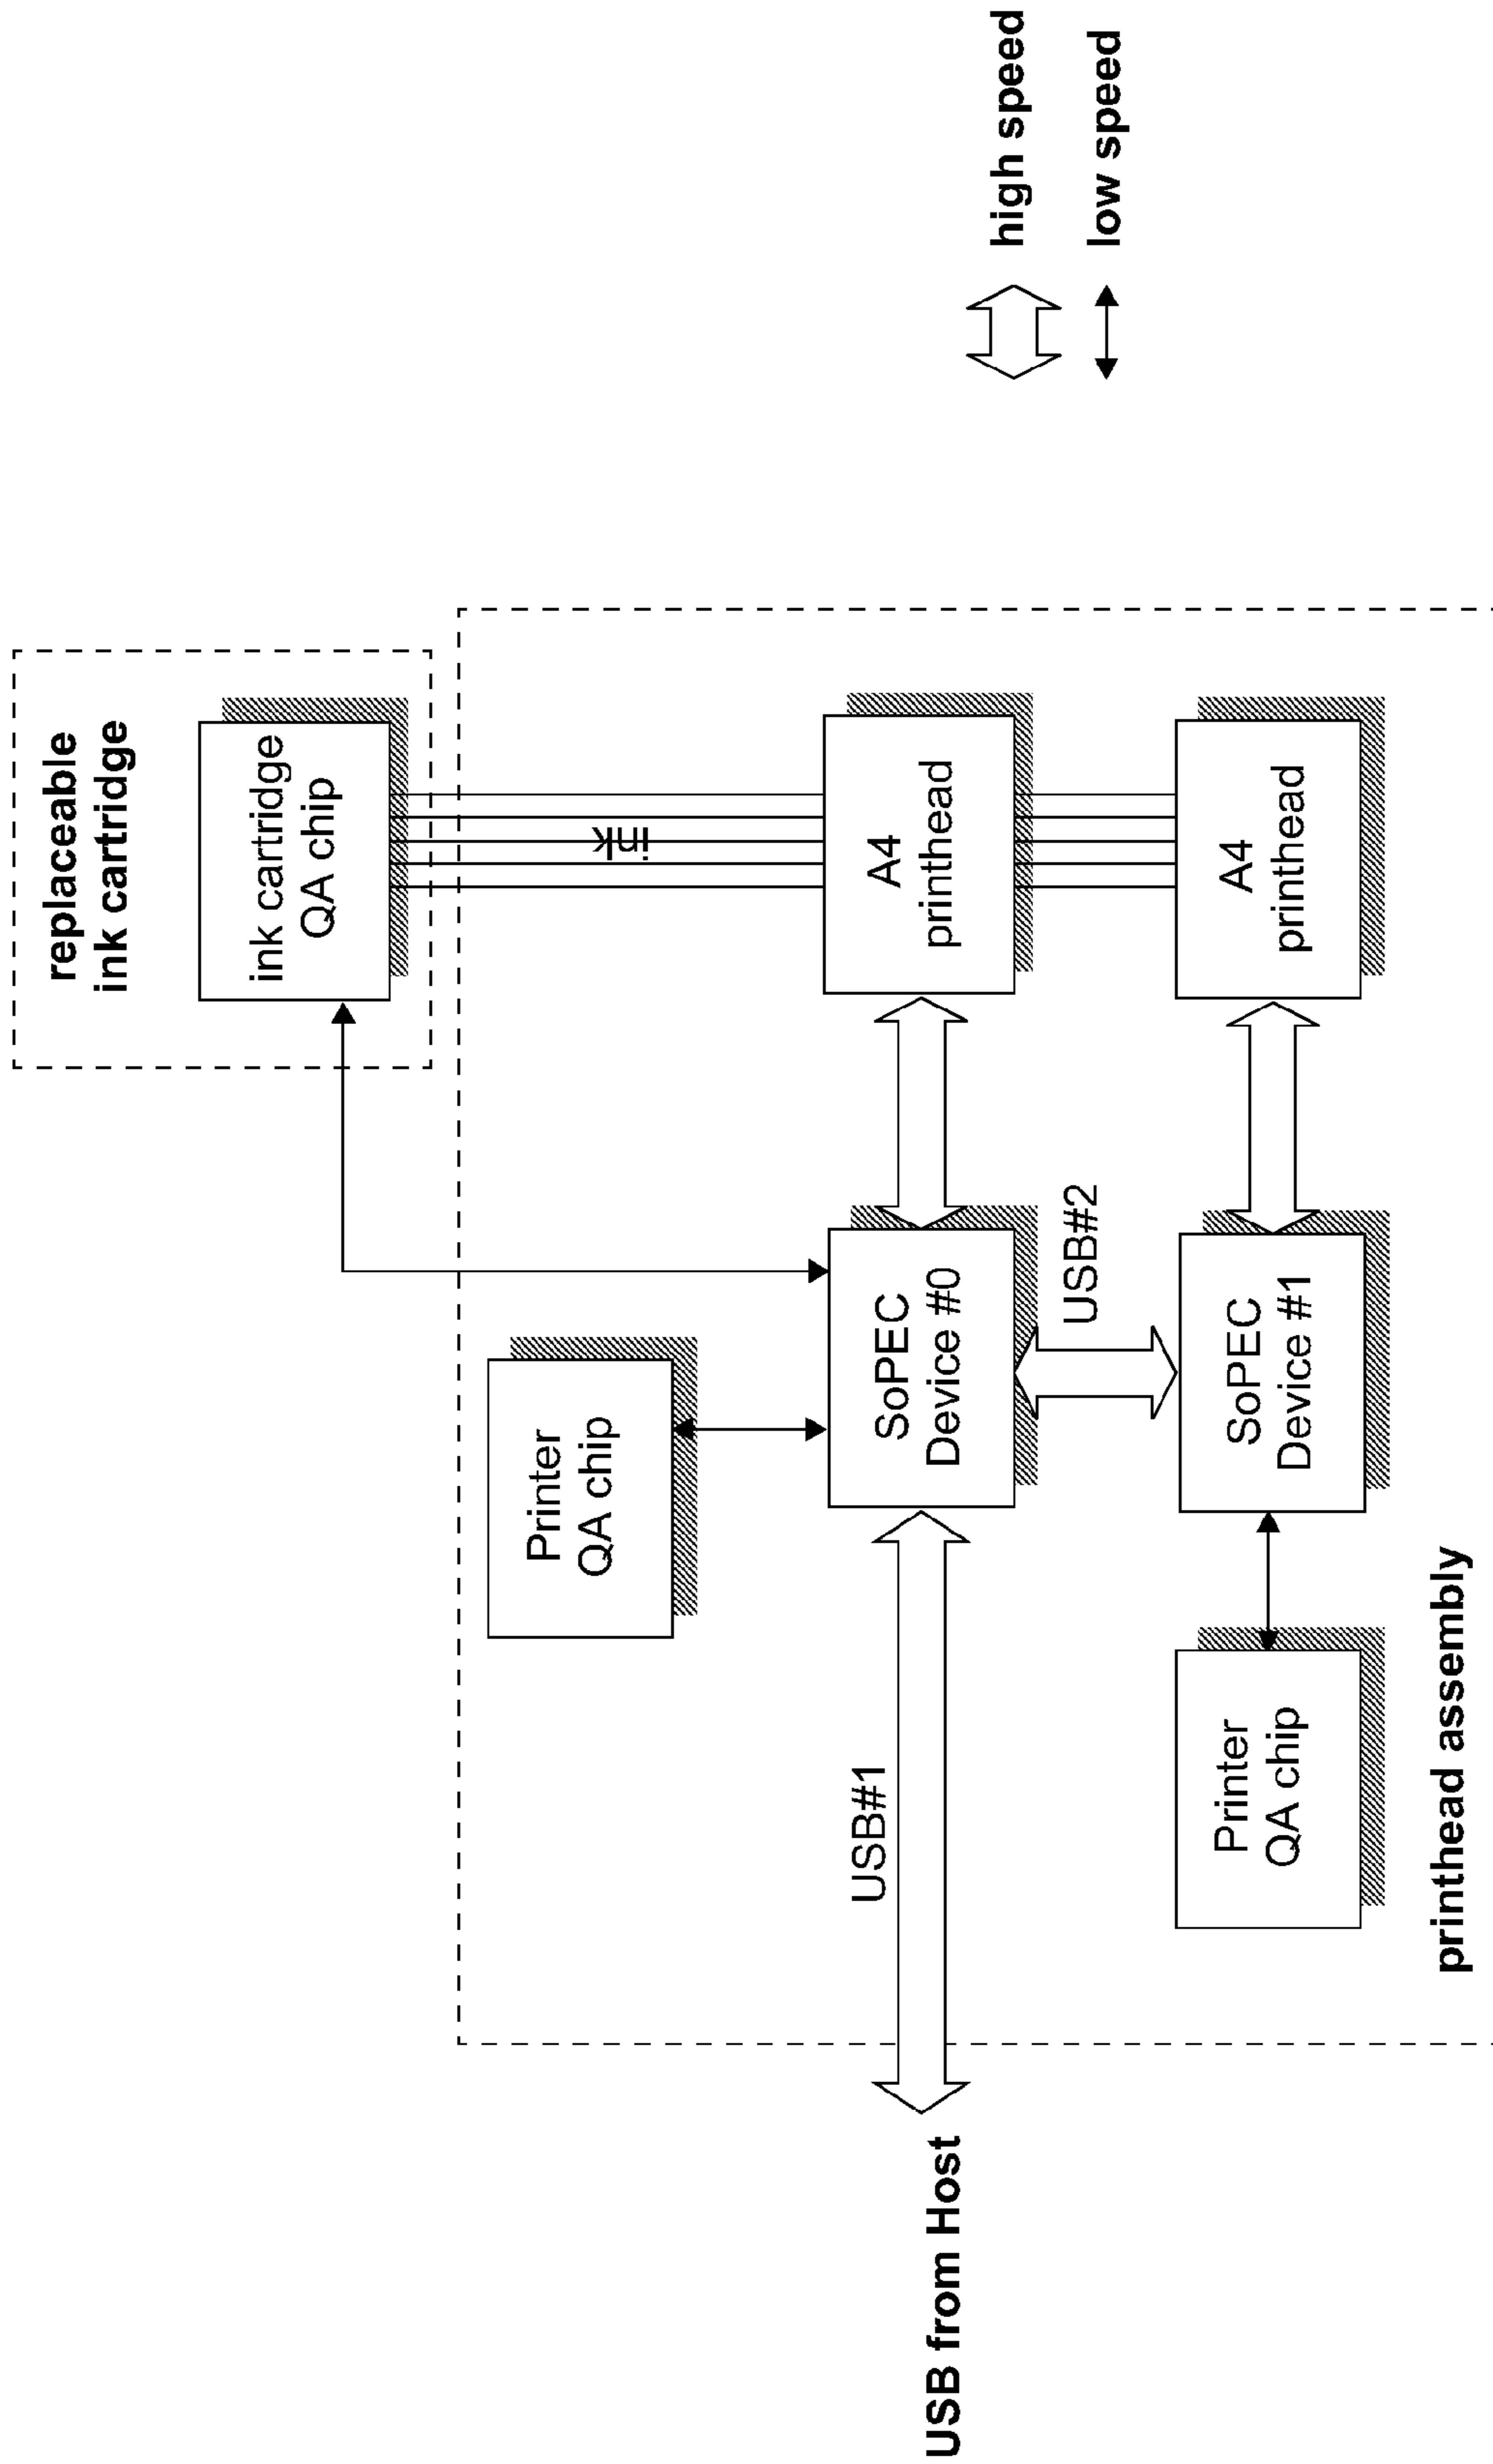 replaceable
ink cartridge
ink cartridge
QA chip
ink
Printer
QA chip
USB#1
SoPEC
Device #0
A4
printhead
USB from Host
USB#2
high speed
low speed
Printer
QA chip
SoPEC
Device #1
A4
printhead
printhead assembly